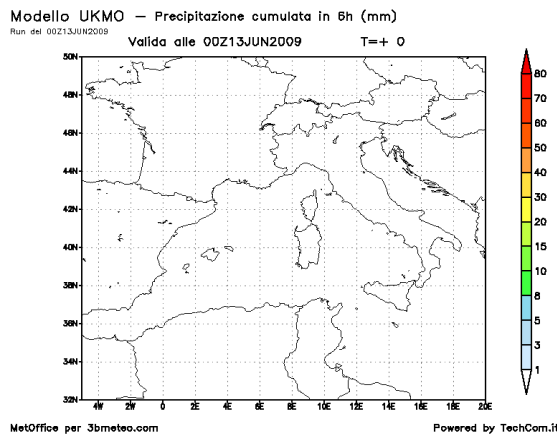 Modello UKMO – Precipitazione cumulata in 6h (mm)
Run del 00Z13JUN2009
Valida alle 00Z13JUN2009 T=+ 0
50N
48N
46N
44N
42N
40N
38N
36N
34N
32N
4W 2W 0 2E 4E 6E 8E 10E 12E 14E 16E 18E 20E
80
70
60
50
40
30
20
15
10
8
5
3
1
MetOffice per 3bmeteo.com Powered by TechCom.it